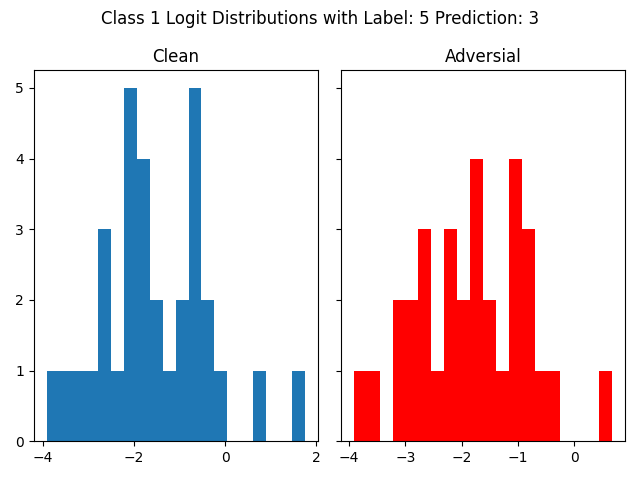 Class 1 Logit Distributions with Label: 5 Prediction: 3
Clean
Adversial
5
4
3
2
1
0
−4 −2 0 2
−4 −3 −2 −1 0